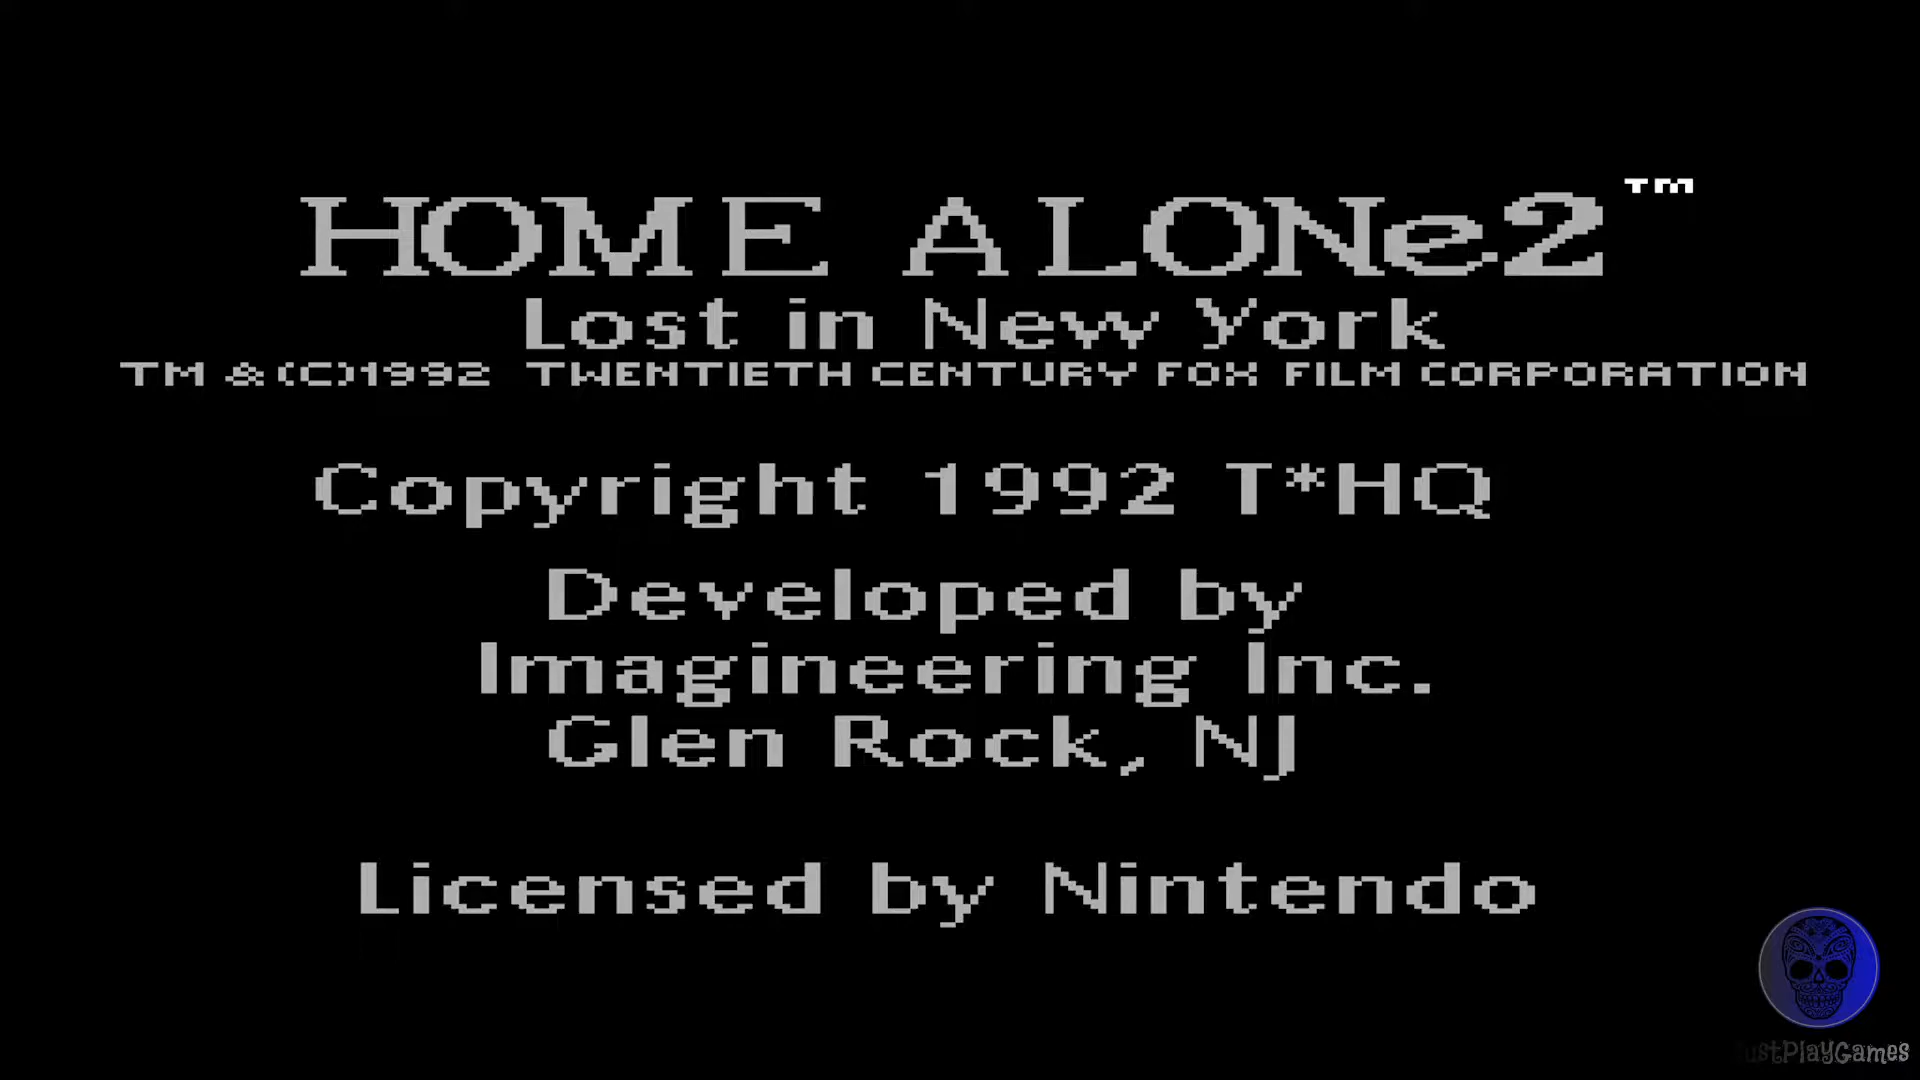 HOME ALONe2™
Lost in New York
TM &(C)1992 TWENTIETH CENTURY FOX FILM CORPORATION
Copyright 1992 T*HQ
Developed by
Imagineering Inc.
Glen Rock, NJ
Licensed by Nintendo
JustPlayGames